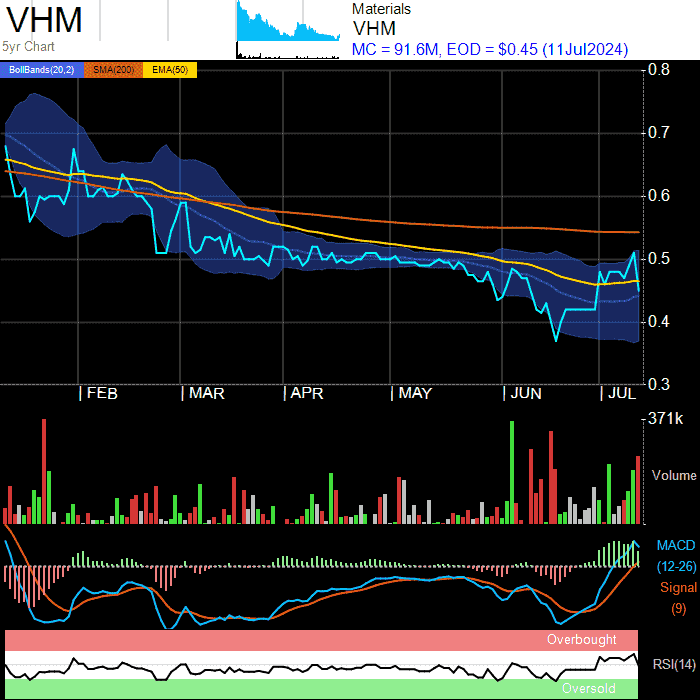 VHM
5yr Chart
Materials
VHM
MC = 91.6M, EOD = $0.45 (11Jul2024)
BollBands(20,2) SMA(200) EMA(50)
0.8
0.7
0.6
0.5
0.4
0.3
FEB MAR APR MAY JUN JUL
371k
Volume
MACD
(12-26)
Signal
(9)
Overbought
RSI(14)
Oversold